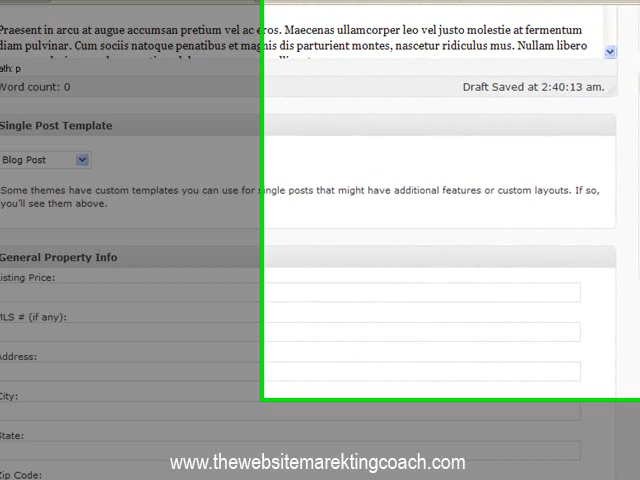 Praesent in arcu at augue accumsan pretium vel ac eros. Maecenas ullamcorper leo vel justo molestie at fermentum
diam pulvinar. Cum sociis natoque penatibus et magnis dis parturient montes, nascetur ridiculus mus. Nullam libero
ath: p
Word count: 0
Draft Saved at 2:40:13 am.
Single Post Template
Blog Post
Some themes have custom templates you can use for single posts that might have additional features or custom layouts. If so,
you'll see them above.
General Property Info
isting Price:
MLS # (if any):
Address:
City:
State:
Zip Code:
www.thewebsitemarektingcoach.com